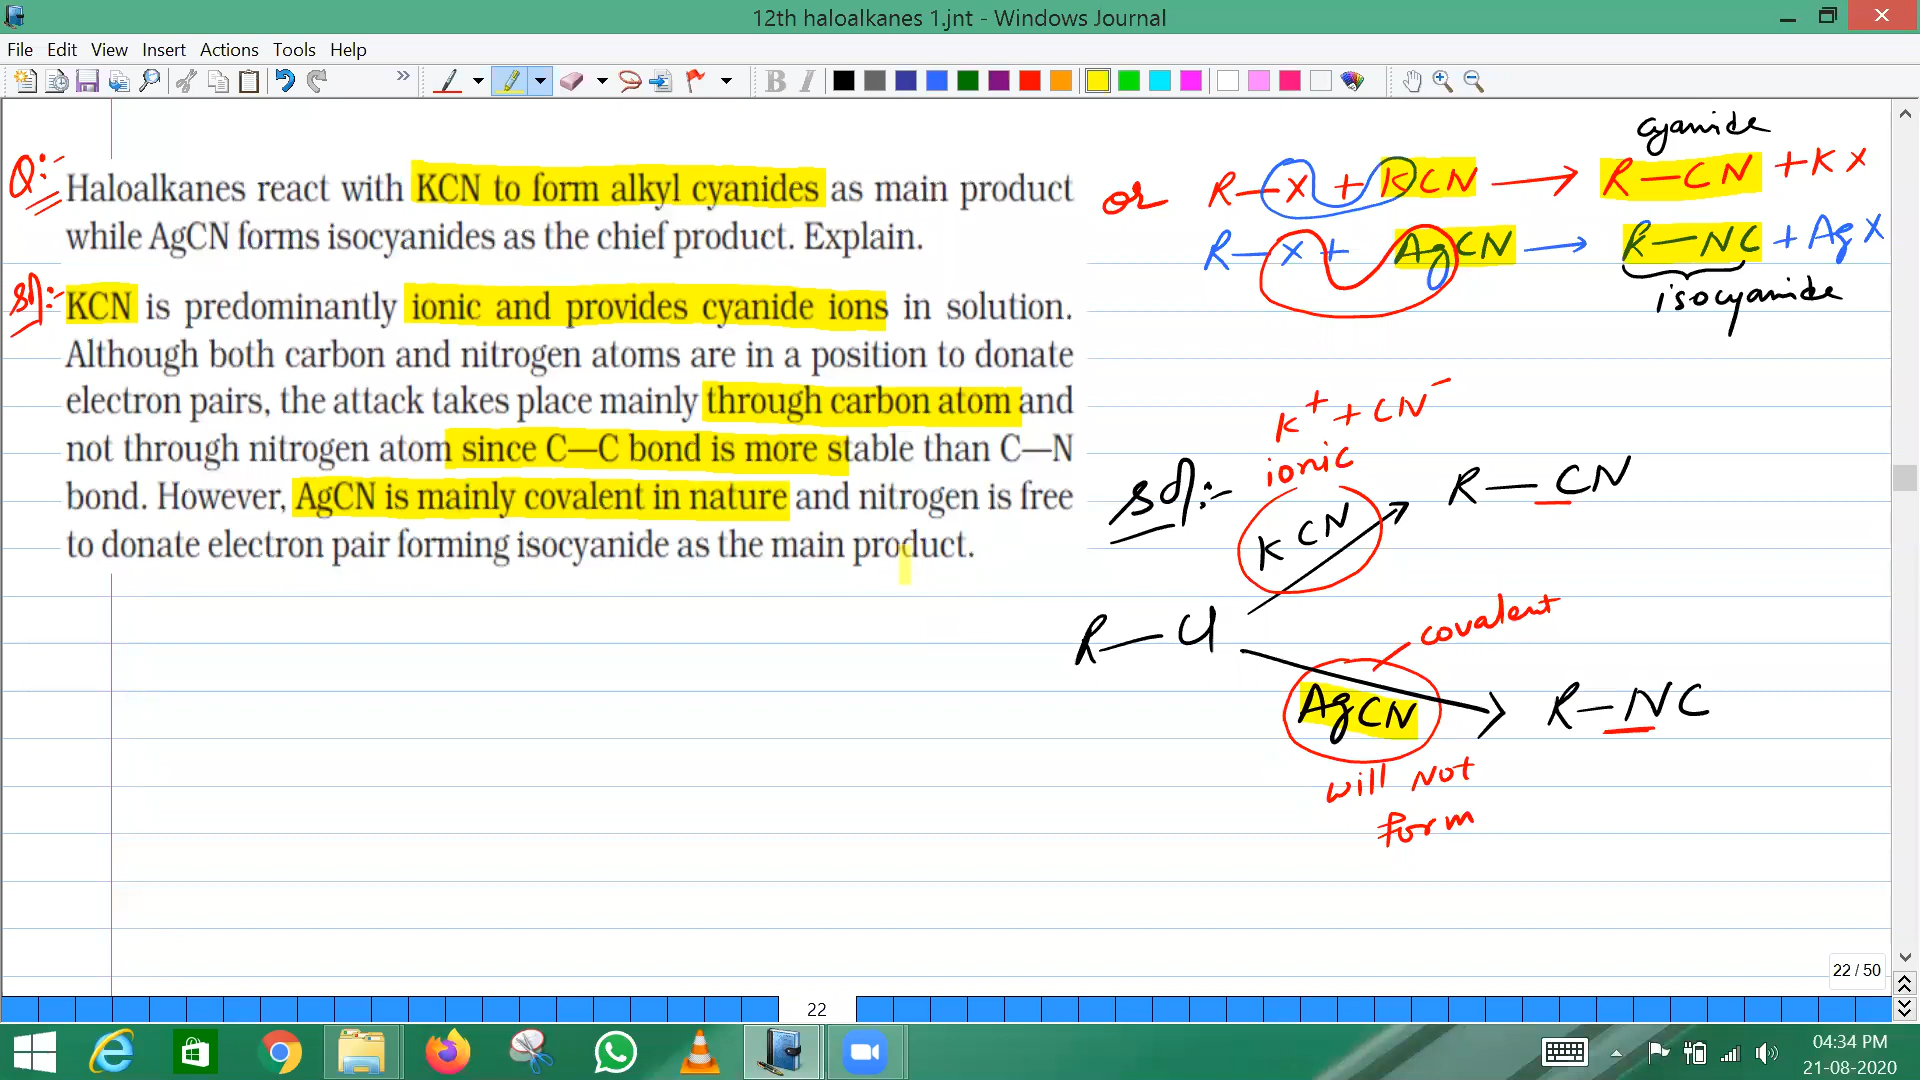 12th haloalkanes 1.jnt - Windows Journal
File Edit View Insert Actions Tools Help
Q:-
Haloalkanes react with KCN to form alkyl cyanides as main product
while AgCN forms isocyanides as the chief product. Explain.
Sol:-
KCN is predominantly ionic and provides cyanide ions in solution.
Although both carbon and nitrogen atoms are in a position to donate
electron pairs, the attack takes place mainly through carbon atom and
not through nitrogen atom since C—C bond is more stable than C—N
bond. However, AgCN is mainly covalent in nature and nitrogen is free
to donate electron pair forming isocyanide as the main product.
cyanide
or R—X + KCN → R—CN + KX
R—X + AgCN → R—NC + AgX
isocyanide
K⁺ + CN⁻
ionic
Sol:-
KCN
R—CN
R—Cl
covalent
AgCN
R—NC
will not
form
22 / 50
22
04:34 PM
21-08-2020